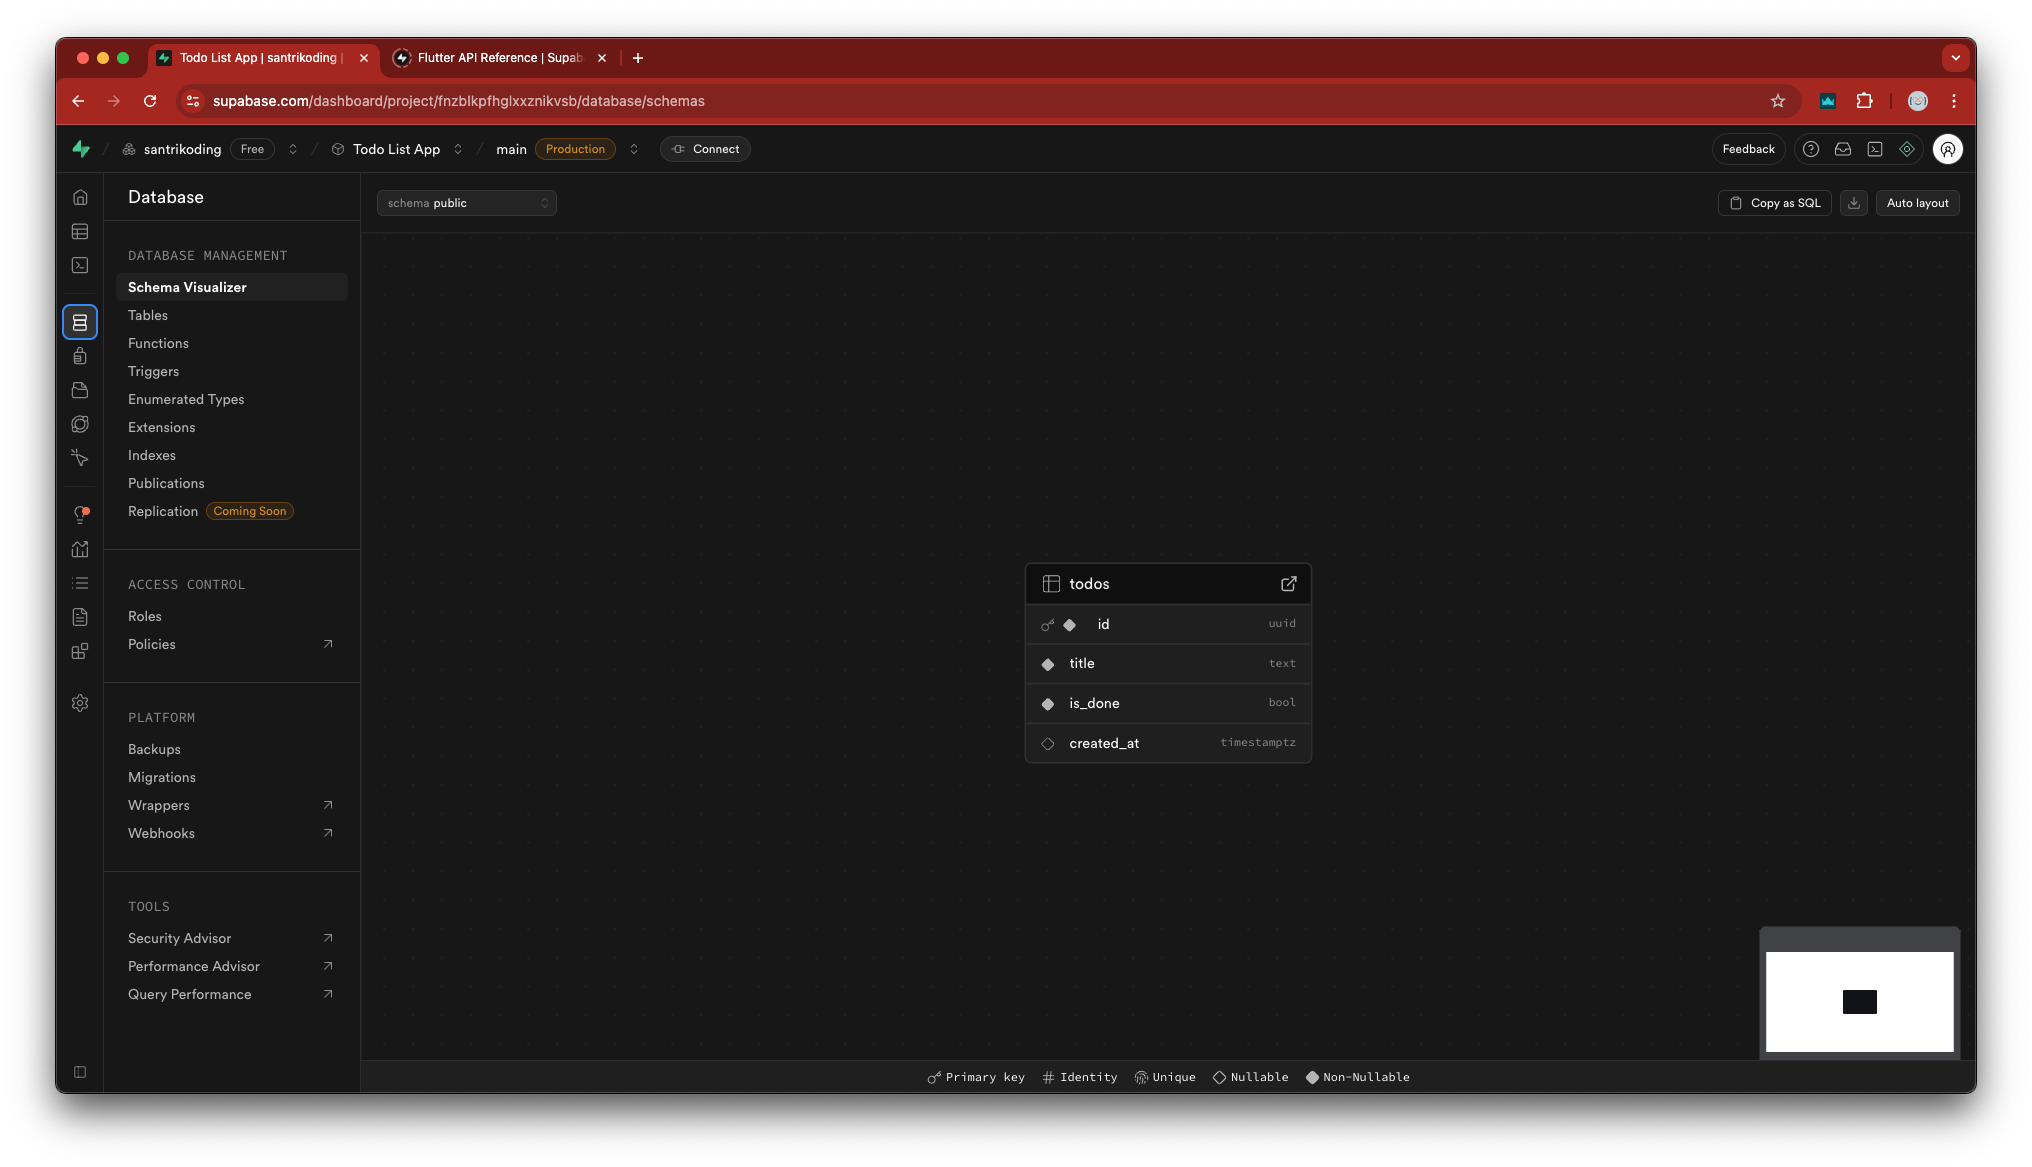 Todo List App | santrikoding |
Flutter API Reference | Supab
supabase.com/dashboard/project/fnzblkpfhglxxznikvsb/database/schemas
santrikoding Free Todo List App main Production Connect
Feedback
Database
schema public
Copy as SQL Auto layout
DATABASE MANAGEMENT
Schema Visualizer
Tables
Functions
Triggers
Enumerated Types
Extensions
Indexes
Publications
Replication Coming Soon
ACCESS CONTROL
Roles
Policies
PLATFORM
Backups
Migrations
Wrappers
Webhooks
TOOLS
Security Advisor
Performance Advisor
Query Performance
todos
id uuid
title text
is_done bool
created_at timestamptz
Primary key Identity Unique Nullable Non-Nullable